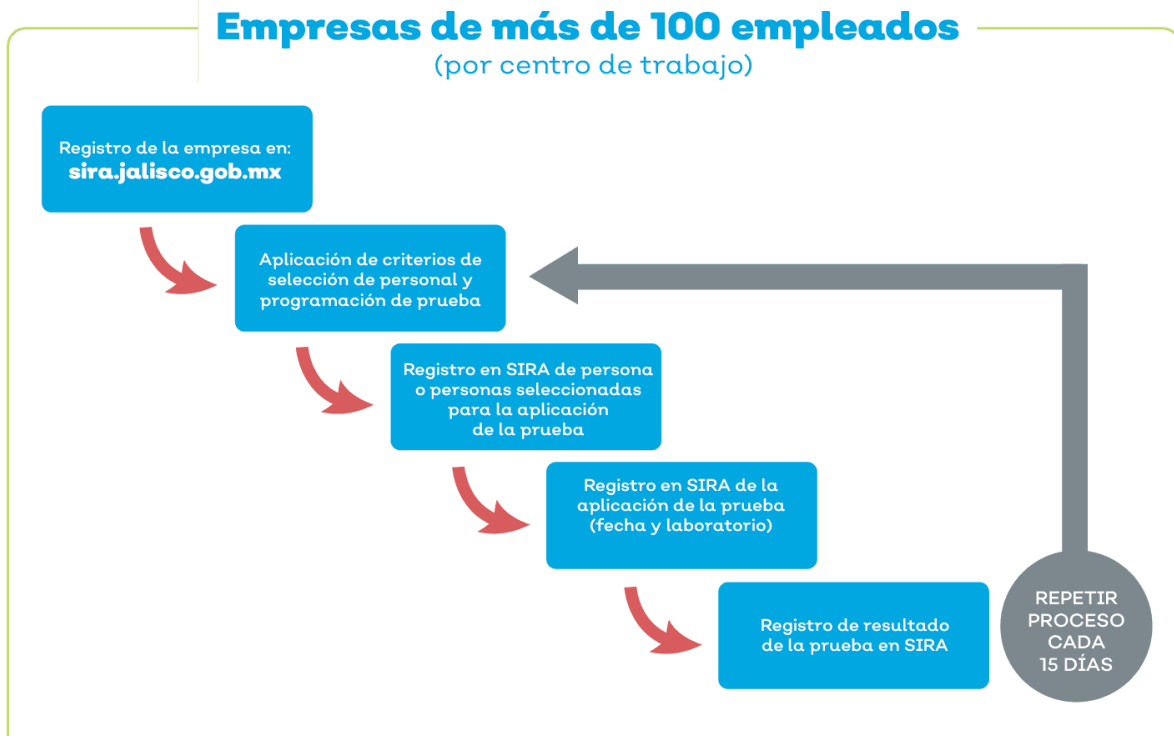 Empresas de más de 100 empleados
(por centro de trabajo)
Registro de la empresa en:
sira.jalisco.gob.mx
Aplicación de criterios de
selección de personal y
programación de prueba
Registro en SIRA de persona
o personas seleccionadas
para la aplicación
de la prueba
Registro en SIRA de la
aplicación de la prueba
(fecha y laboratorio)
Registro de resultado
de la prueba en SIRA
REPETIR
PROCESO
CADA
15 DÍAS